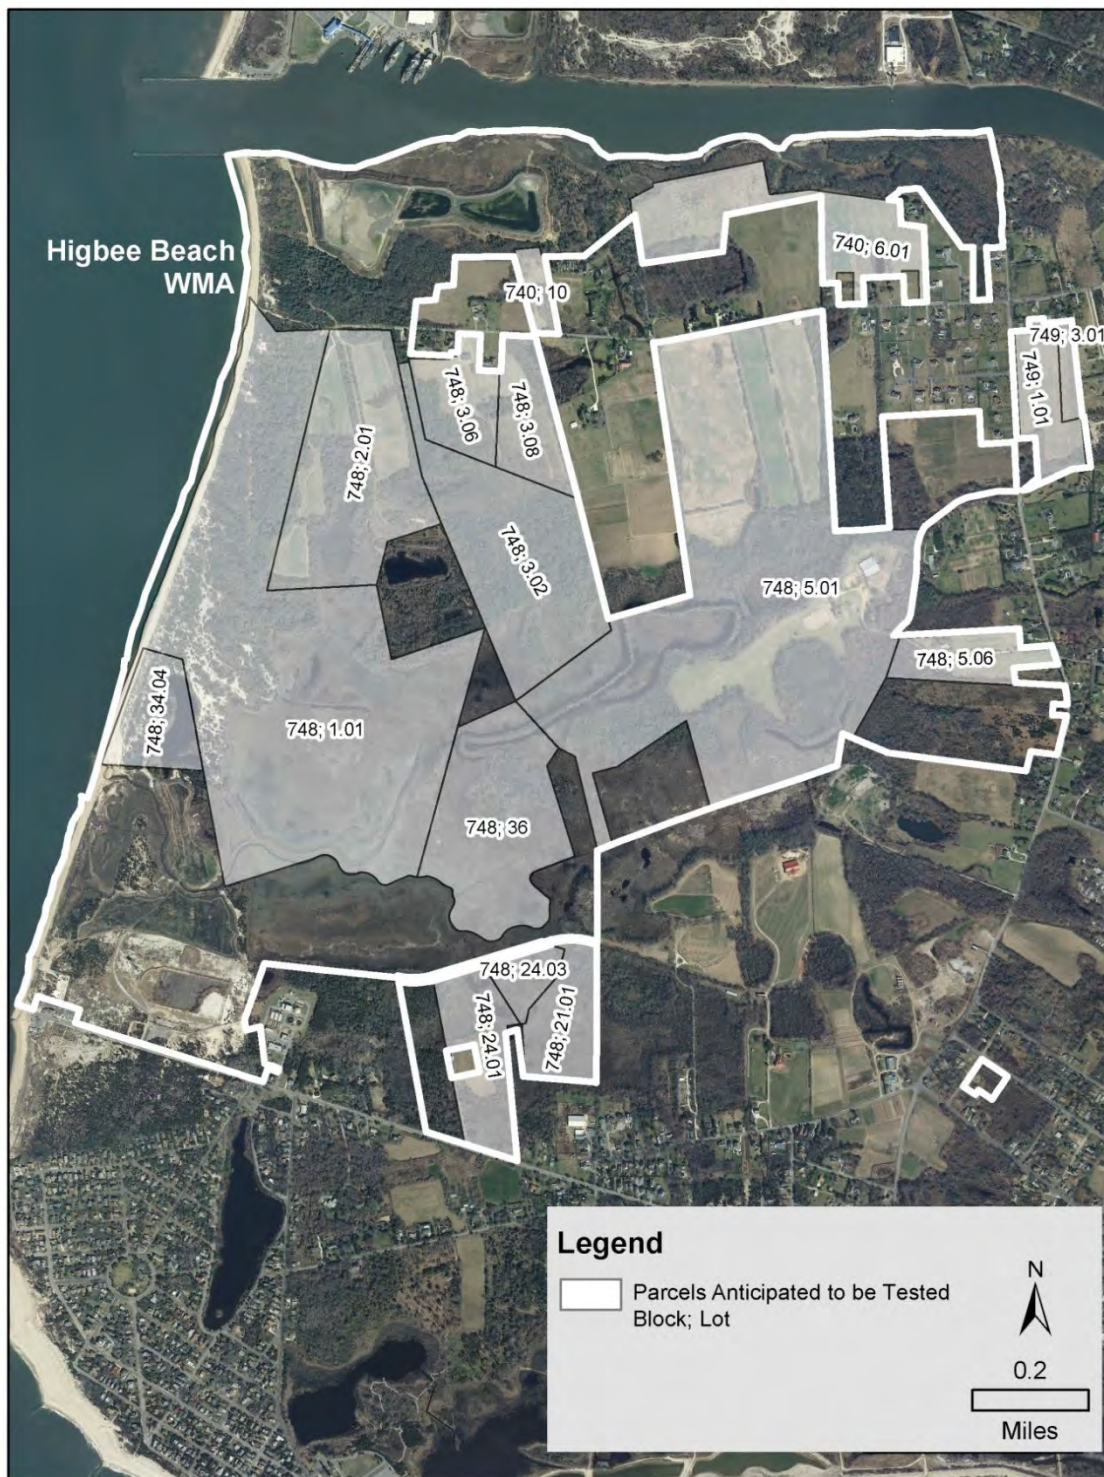 Higbee Beach
WMA
740; 6.01
740; 10
749; 3.01
749; 1.01
748; 3.06
748; 3.08
748; 2.01
748; 3.02
748; 5.01
748; 5.06
748; 34.04
748; 1.01
748; 36
748; 24.03
748; 24.01
748; 21.01
Legend
Parcels Anticipated to be Tested
Block; Lot
N
0.2
Miles